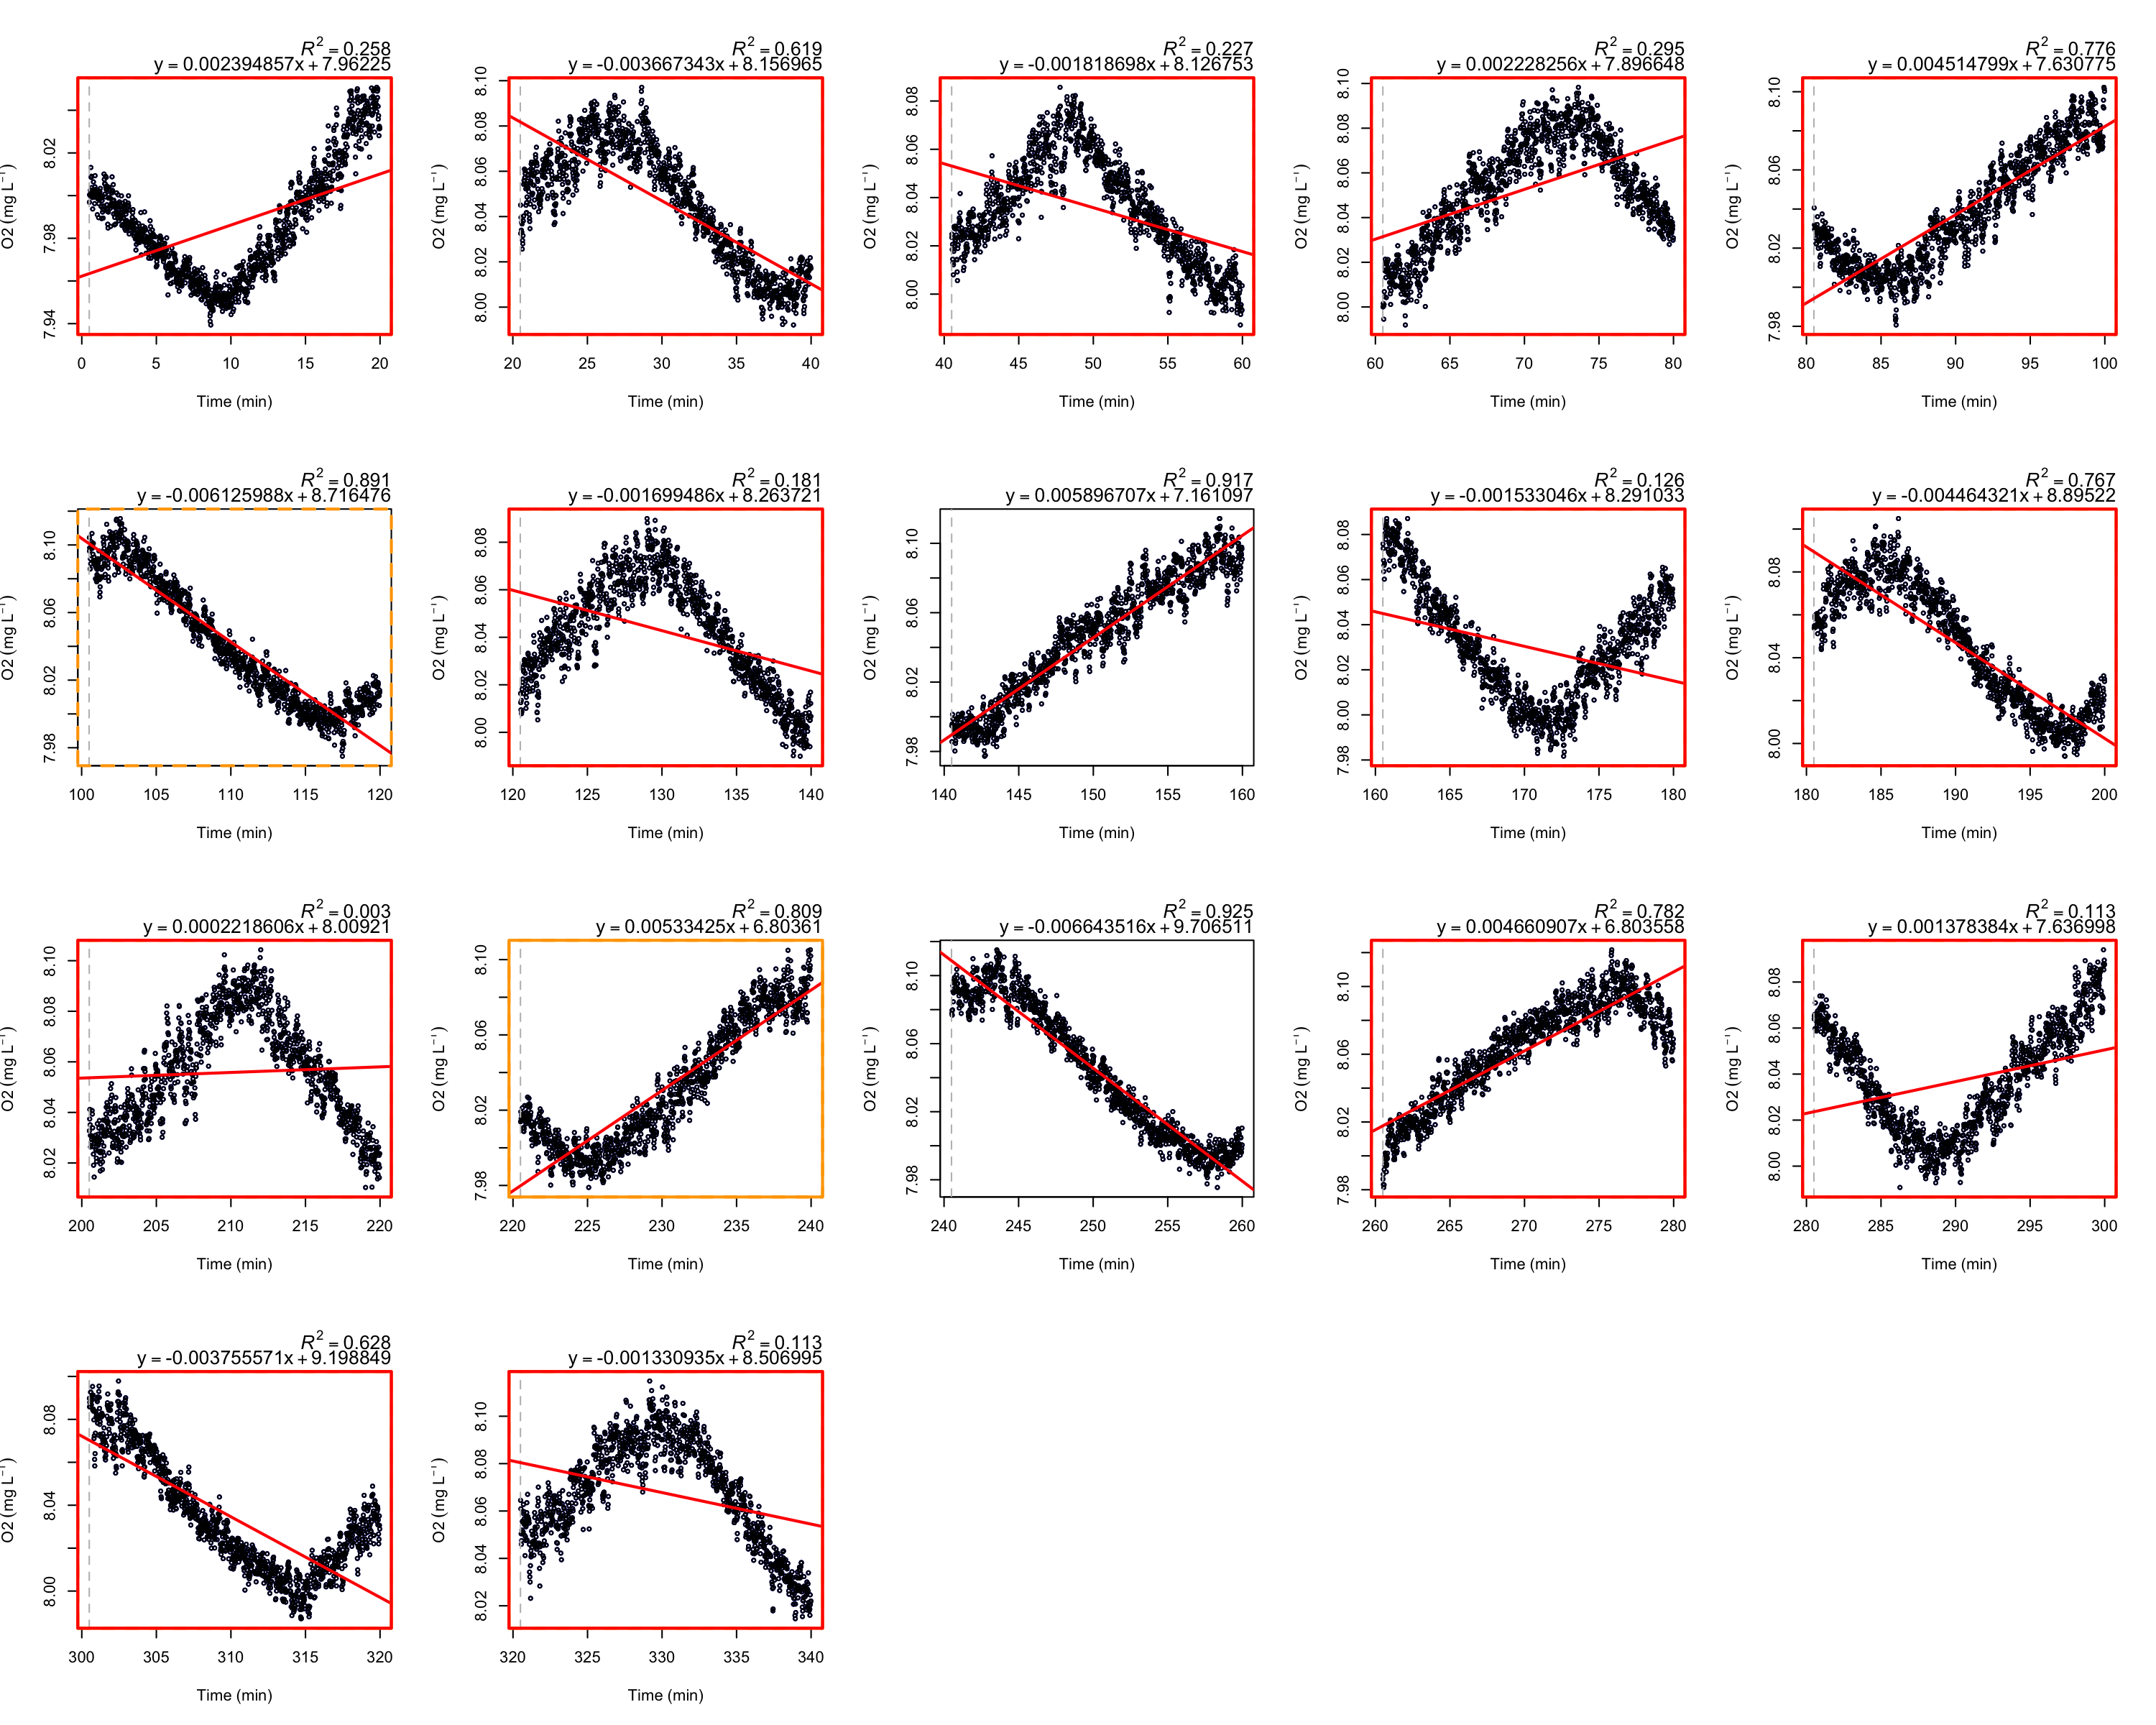 R² = 0.258
y = 0.002394857x + 7.96225
O2 (mg L⁻¹)
7.94 7.98 8.02
0 5 10 15 20
Time (min)
R² = 0.619
y = -0.003667343x + 8.156965
O2 (mg L⁻¹)
8.00 8.02 8.04 8.06 8.08 8.10
20 25 30 35 40
Time (min)
R² = 0.227
y = -0.001818698x + 8.126753
O2 (mg L⁻¹)
8.00 8.02 8.04 8.06 8.08
40 45 50 55 60
Time (min)
R² = 0.295
y = 0.002228256x + 7.896648
O2 (mg L⁻¹)
8.00 8.02 8.04 8.06 8.08 8.10
60 65 70 75 80
Time (min)
R² = 0.776
y = 0.004514799x + 7.630775
O2 (mg L⁻¹)
7.98 8.02 8.06 8.10
80 85 90 95 100
Time (min)
R² = 0.891
y = -0.006125988x + 8.716476
O2 (mg L⁻¹)
7.98 8.02 8.06 8.10
100 105 110 115 120
Time (min)
R² = 0.181
y = -0.001699486x + 8.263721
O2 (mg L⁻¹)
8.00 8.02 8.04 8.06 8.08
120 125 130 135 140
Time (min)
R² = 0.917
y = 0.005896707x + 7.161097
O2 (mg L⁻¹)
7.98 8.02 8.06 8.10
140 145 150 155 160
Time (min)
R² = 0.126
y = -0.001533046x + 8.291033
O2 (mg L⁻¹)
7.98 8.00 8.02 8.04 8.06 8.08
160 165 170 175 180
Time (min)
R² = 0.767
y = -0.004464321x + 8.89522
O2 (mg L⁻¹)
8.00 8.04 8.08
180 185 190 195 200
Time (min)
R² = 0.003
y = 0.0002218606x + 8.00921
O2 (mg L⁻¹)
8.02 8.04 8.06 8.08 8.10
200 205 210 215 220
Time (min)
R² = 0.809
y = 0.00533425x + 6.80361
O2 (mg L⁻¹)
7.98 8.02 8.06 8.10
220 225 230 235 240
Time (min)
R² = 0.925
y = -0.006643516x + 9.706511
O2 (mg L⁻¹)
7.98 8.02 8.06 8.10
240 245 250 255 260
Time (min)
R² = 0.782
y = 0.004660907x + 6.803558
O2 (mg L⁻¹)
7.98 8.02 8.06 8.10
260 265 270 275 280
Time (min)
R² = 0.113
y = 0.001378384x + 7.636998
O2 (mg L⁻¹)
8.00 8.02 8.04 8.06 8.08
280 285 290 295 300
Time (min)
R² = 0.628
y = -0.003755571x + 9.198849
O2 (mg L⁻¹)
8.00 8.04 8.08
300 305 310 315 320
Time (min)
R² = 0.113
y = -0.001330935x + 8.506995
O2 (mg L⁻¹)
8.02 8.04 8.06 8.08 8.10
320 325 330 335 340
Time (min)